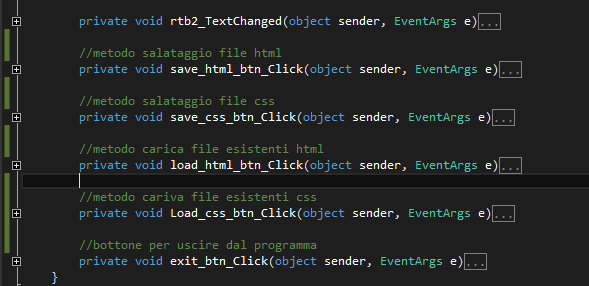 private void rtb2_TextChanged(object sender, EventArgs e)...
//metodo salataggio file html
private void save_html_btn_Click(object sender, EventArgs e)...
//metodo salataggio file css
private void save_css_btn_Click(object sender, EventArgs e)...
//metodo carica file esistenti html
private void load_html_btn_Click(object sender, EventArgs e)...
//metodo cariva file esistenti css
private void Load_css_btn_Click(object sender, EventArgs e)...
//bottone per uscire dal programma
private void exit_btn_Click(object sender, EventArgs e)...
}